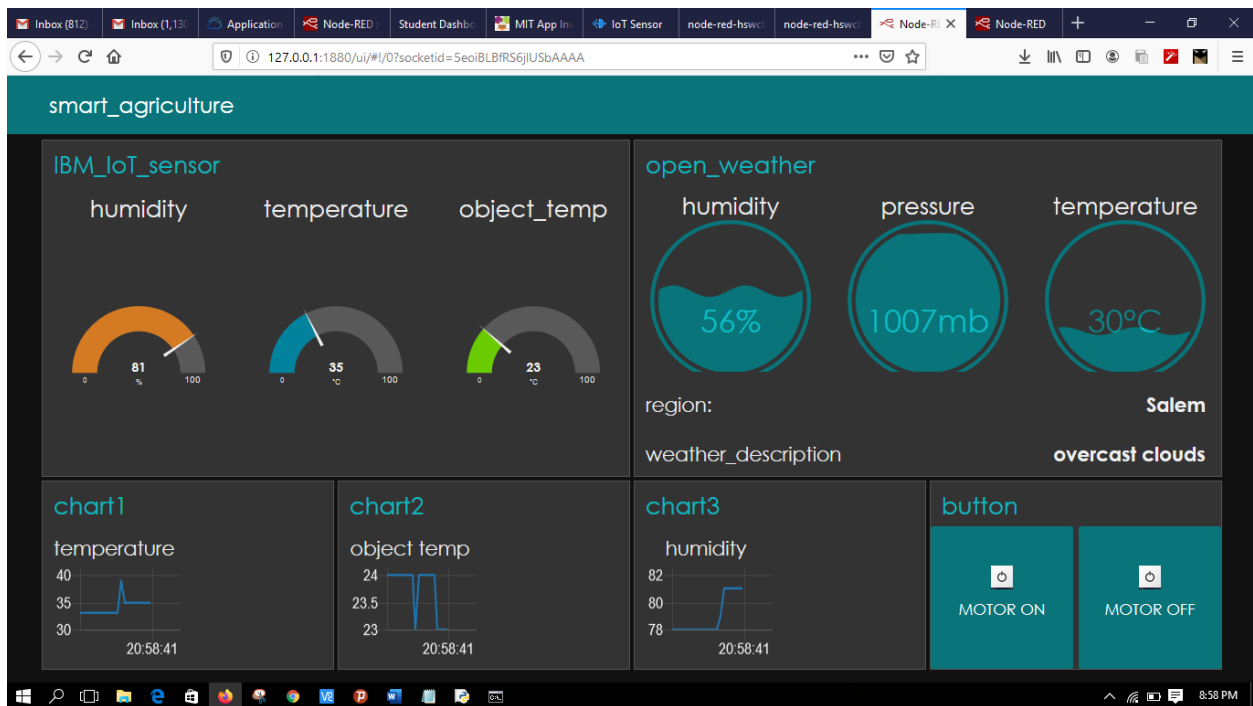 Inbox (812)
Inbox (1,130
Application
Node-RED :
Student Dashbo
MIT App Inv
IoT Sensor
node-red-hswcl
node-red-hswcl
Node-RE
Node-RED
127.0.0.1:1880/ui/#!/0?socketid=5eoiBLBfRS6jIUSbAAAA
smart_agriculture
IBM_IoT_sensor
humidity
temperature
object_temp
81
%
0
100
35
°C
0
100
23
°C
0
100
open_weather
humidity
pressure
temperature
56%
1007mb
30°C
region:
Salem
weather_description
overcast clouds
chart1
temperature
40
35
30
20:58:41
chart2
object temp
24
23.5
23
20:58:41
chart3
humidity
82
80
78
20:58:41
button
MOTOR ON
MOTOR OFF
8:58 PM